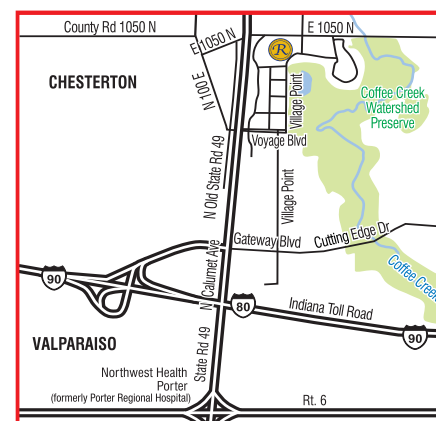 County Rd 1050 N
E 1050 N
E 1050 N
R
N 100 E
CHESTERTON
Village Point
Coffee Creek
Watershed
Preserve
Voyage Blvd
N Old State Rd 49
Village Point
Gateway Blvd
Cutting Edge Dr
N Calumet Ave
Coffee Creek
90
80
Indiana Toll Road
90
VALPARAISO
State Rd 49
Northwest Health
Porter
(formerly Porter Regional Hospital)
Rt. 6